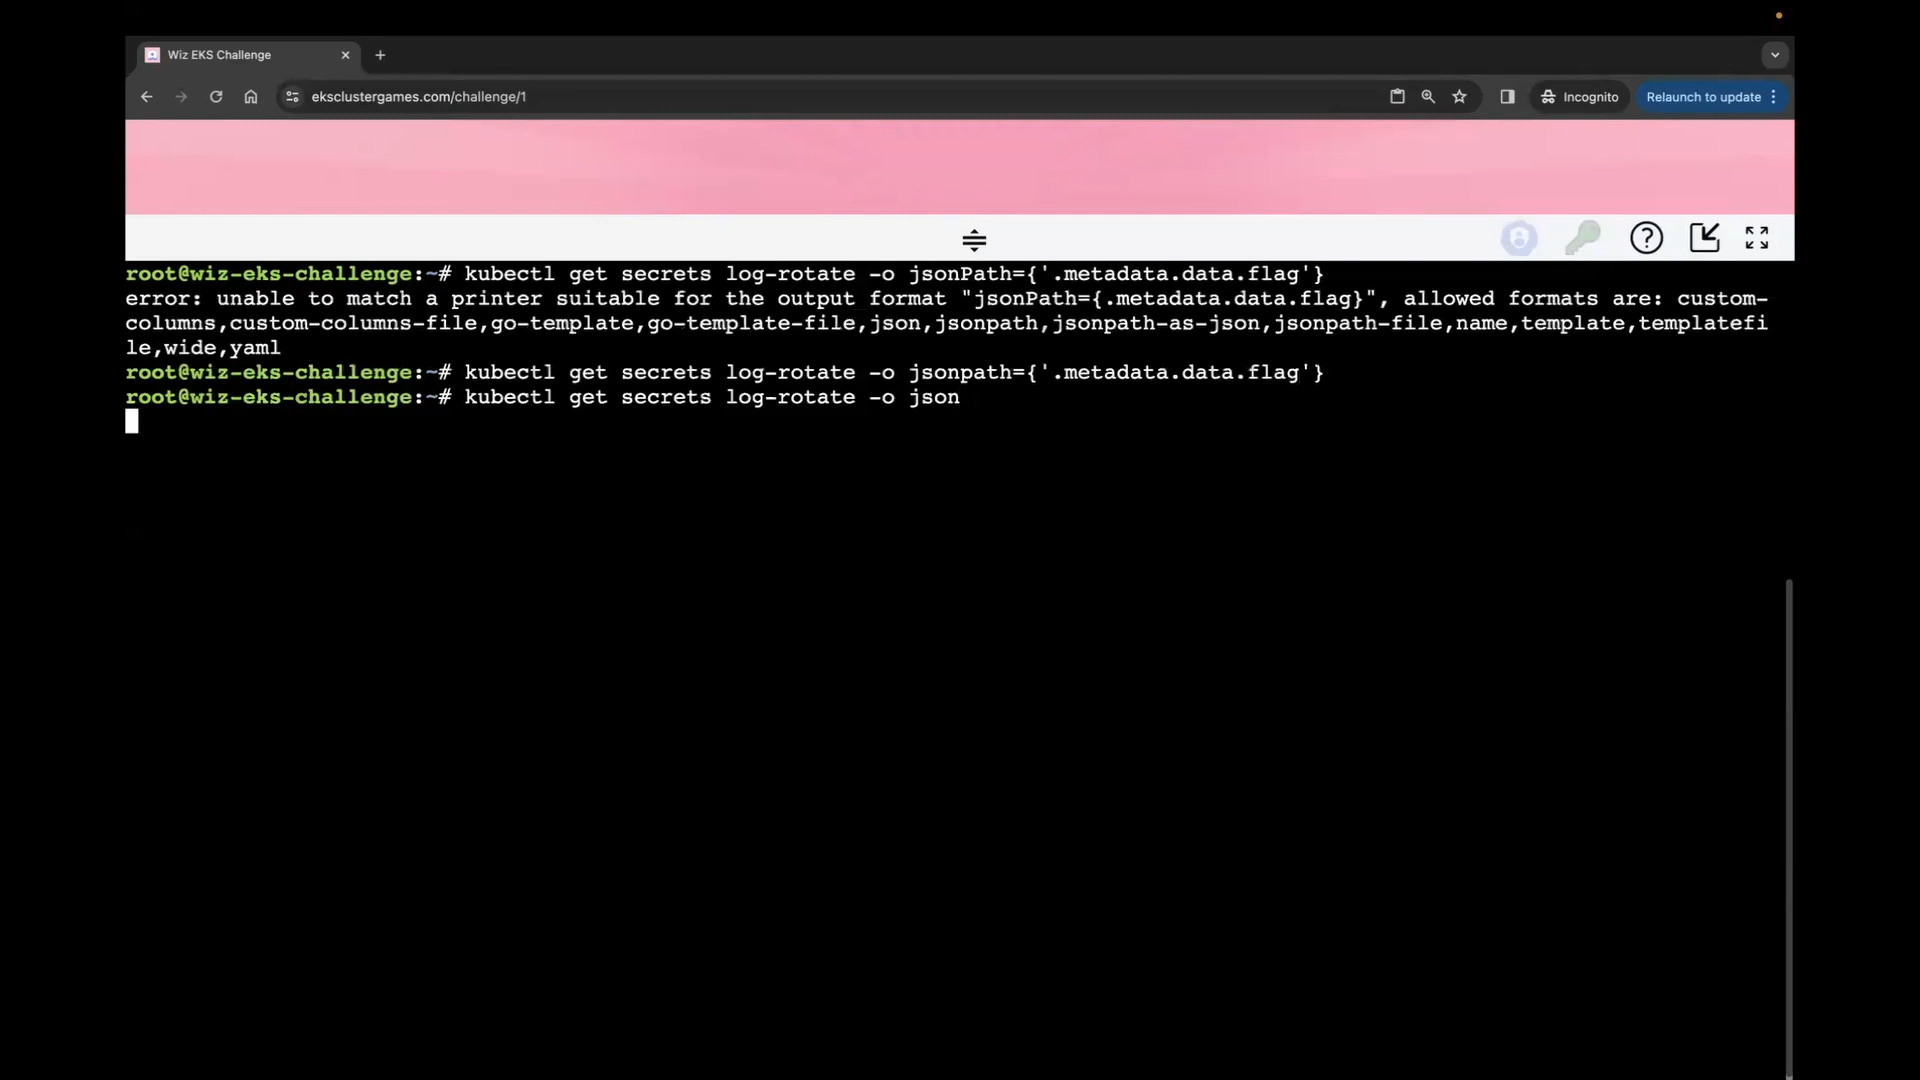 Wiz EKS Challenge
eksclustergames.com/challenge/1
Incognito
Relaunch to update
root@wiz-eks-challenge:~# kubectl get secrets log-rotate -o jsonPath={'.metadata.data.flag'}
error: unable to match a printer suitable for the output format "jsonPath={.metadata.data.flag}", allowed formats are: custom-
columns,custom-columns-file,go-template,go-template-file,json,jsonpath,jsonpath-as-json,jsonpath-file,name,template,templatefi
le,wide,yaml
root@wiz-eks-challenge:~# kubectl get secrets log-rotate -o jsonpath={'.metadata.data.flag'}
root@wiz-eks-challenge:~# kubectl get secrets log-rotate -o json